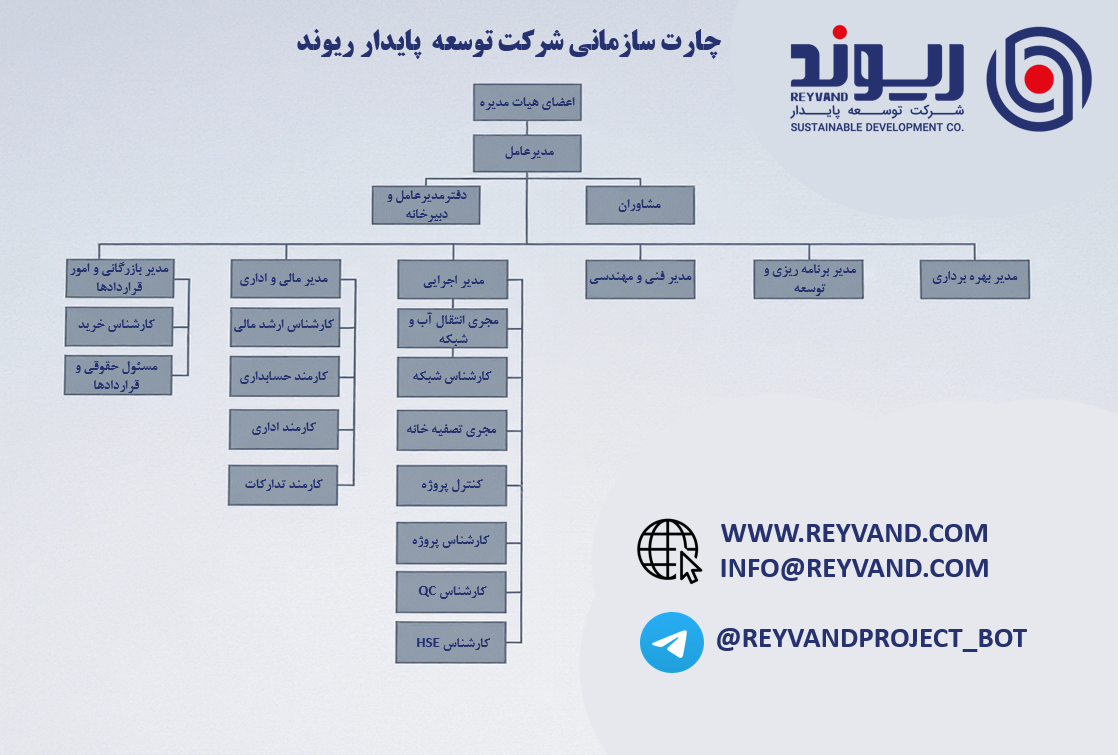 چارت سازمانی شرکت توسعه پایدار ریوند
ریوند
REYVAND
شرکت توسعه پایدار
SUSTAINABLE DEVELOPMENT CO.
اعضای هیات مدیره
مدیرعامل
مشاوران
دفترمدیرعامل و
دبیرخانه
مدیر بهره برداری
مدیر برنامه ریزی و
توسعه
مدیر فنی و مهندسی
مدیر اجرایی
مجری انتقال آب و
شبکه
کارشناس شبکه
مجری تصفیه خانه
کنترل پروژه
کارشناس پروژه
کارشناس QC
کارشناس HSE
مدیر مالی و اداری
کارشناس ارشد مالی
کارمند حسابداری
کارمند اداری
کارمند تدارکات
مدیر بازرگانی و امور
قراردادها
کارشناس خرید
مسئول حقوقی و
قراردادها
WWW.REYVAND.COM
INFO@REYVAND.COM
@REYVANDPROJECT_BOT